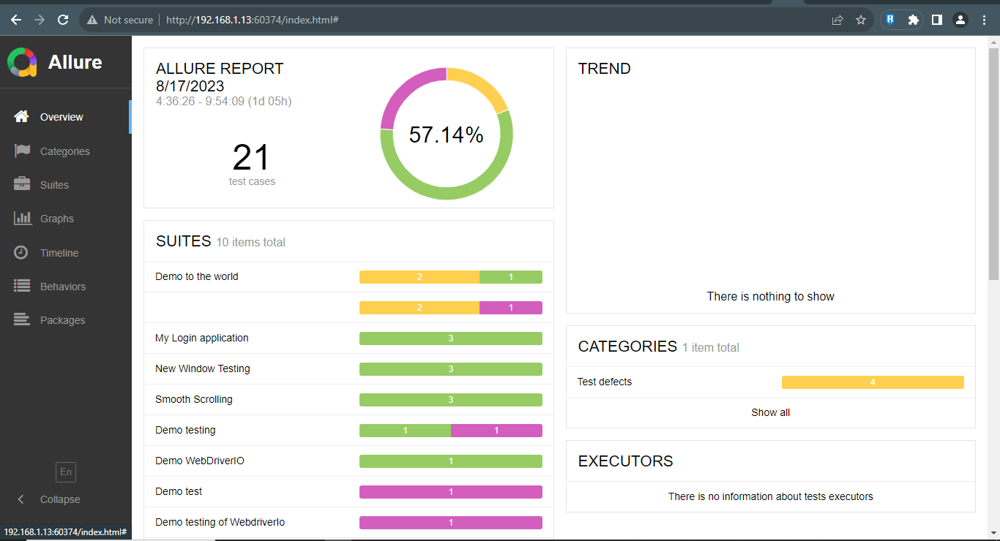 Not secure
http://192.168.1.13:60374/index.html#
Allure
Overview
Categories
Suites
Graphs
Timeline
Behaviors
Packages
En
Collapse
192.168.1.13:60374/index.html#
ALLURE REPORT
8/17/2023
4:36:26 - 9:54:09 (1d 05h)
21
test cases
57.14%
SUITES 10 items total
Demo to the world 2 1
2 1
My Login application 3
New Window Testing 3
Smooth Scrolling 3
Demo testing 1 1
Demo WebDriverIO 1
Demo test 1
Demo testing of WebdriverIo 1
TREND
There is nothing to show
CATEGORIES 1 item total
Test defects 4
Show all
EXECUTORS
There is no information about tests executors